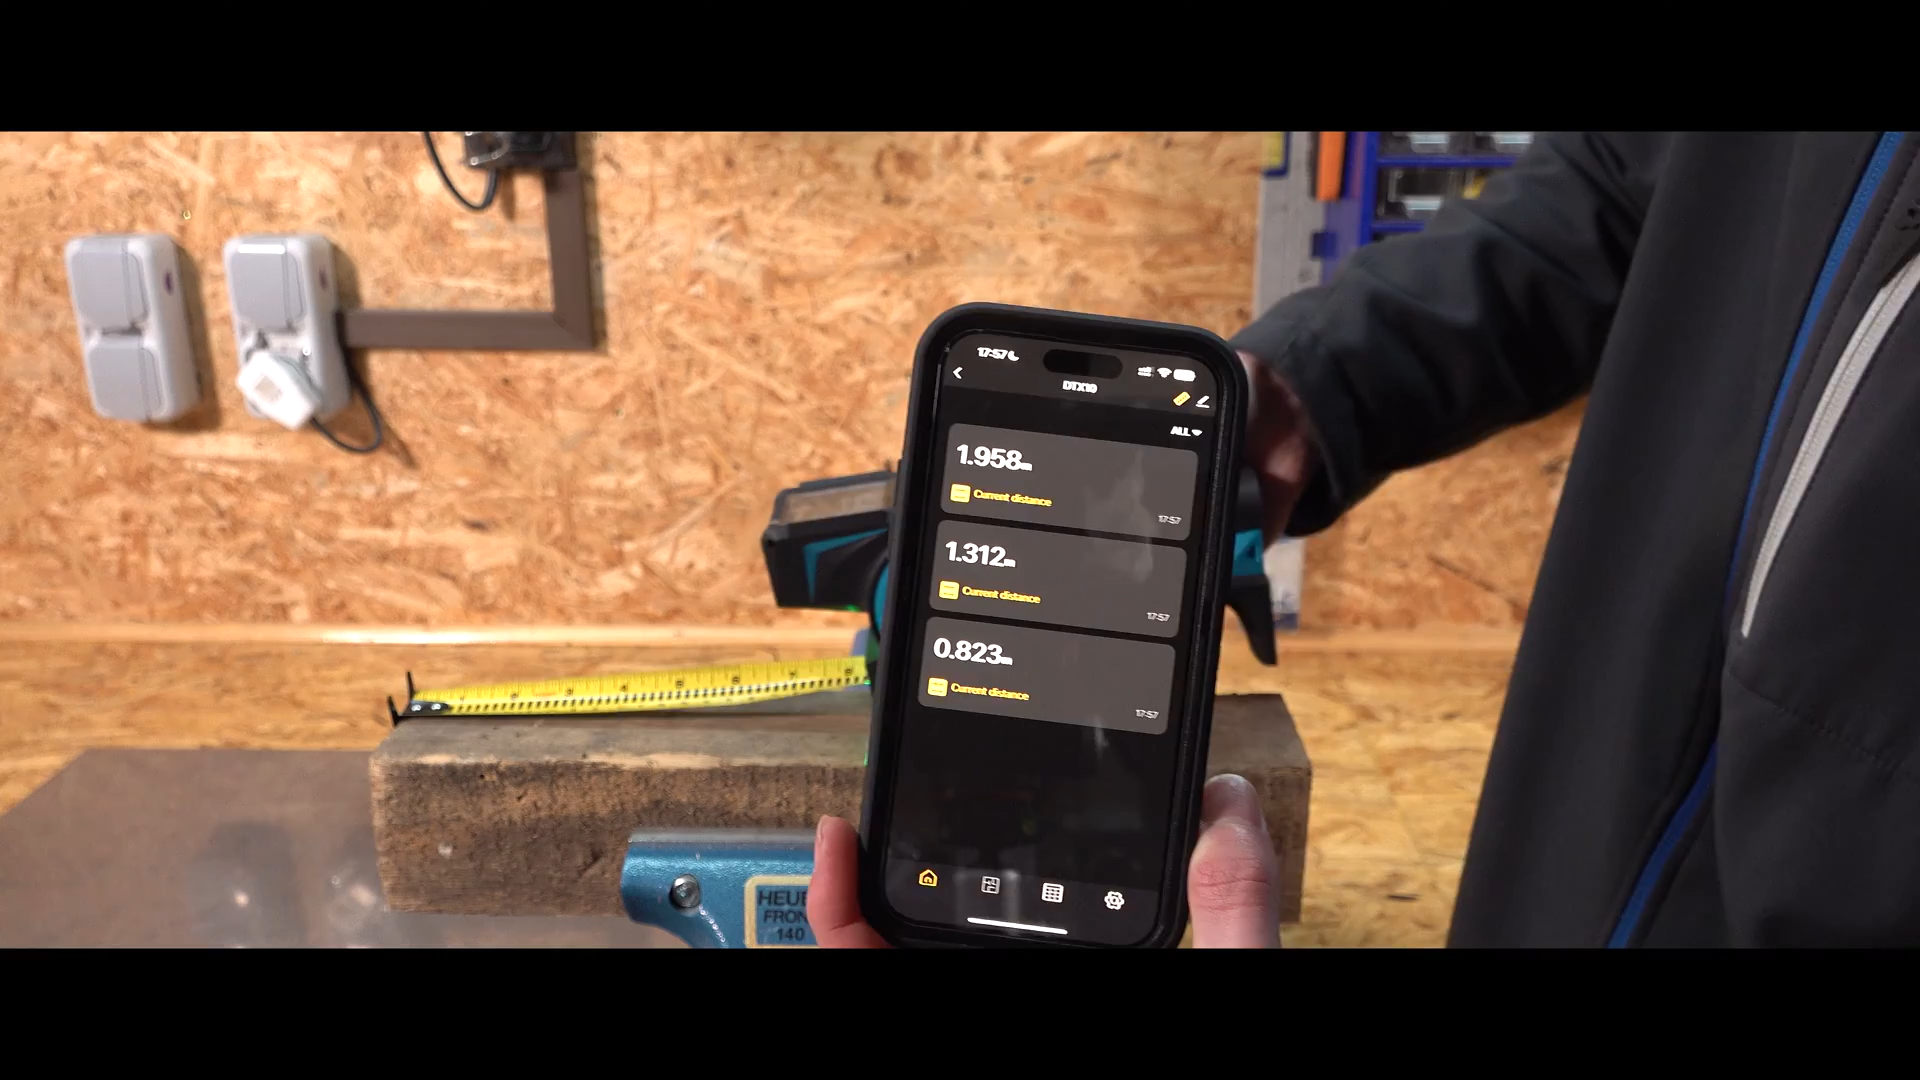 17:57
DTX10
ALL
1.958m
Current distance
17:57
1.312m
Current distance
17:57
0.823m
Current distance
17:57
HEUE
FRON
140